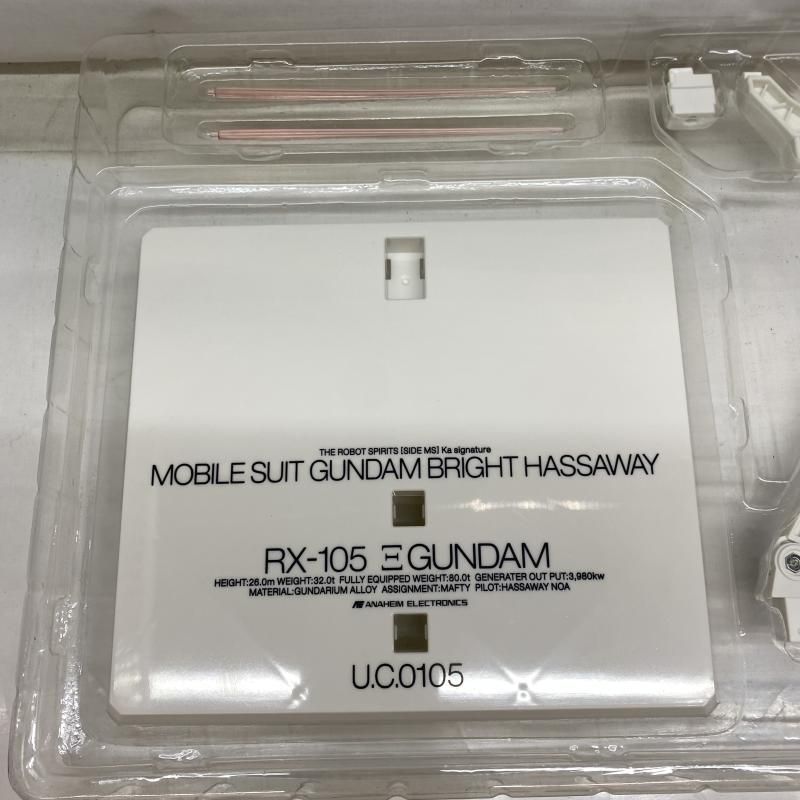 THE ROBOT SPIRITS [SIDE MS] Ka signature
MOBILE SUIT GUNDAM BRIGHT HASSAWAY
RX-105 Ξ GUNDAM
HEIGHT:26.0m WEIGHT:32.0t FULLY EQUIPPED WEIGHT:80.0t GENERATER OUT PUT:3,980kw
MATERIAL:GUNDARIUM ALLOY ASSIGNMENT:MAFTY PILOT:HASSAWAY NOA
AE ANAHEIM ELECTRONICS
U.C.0105